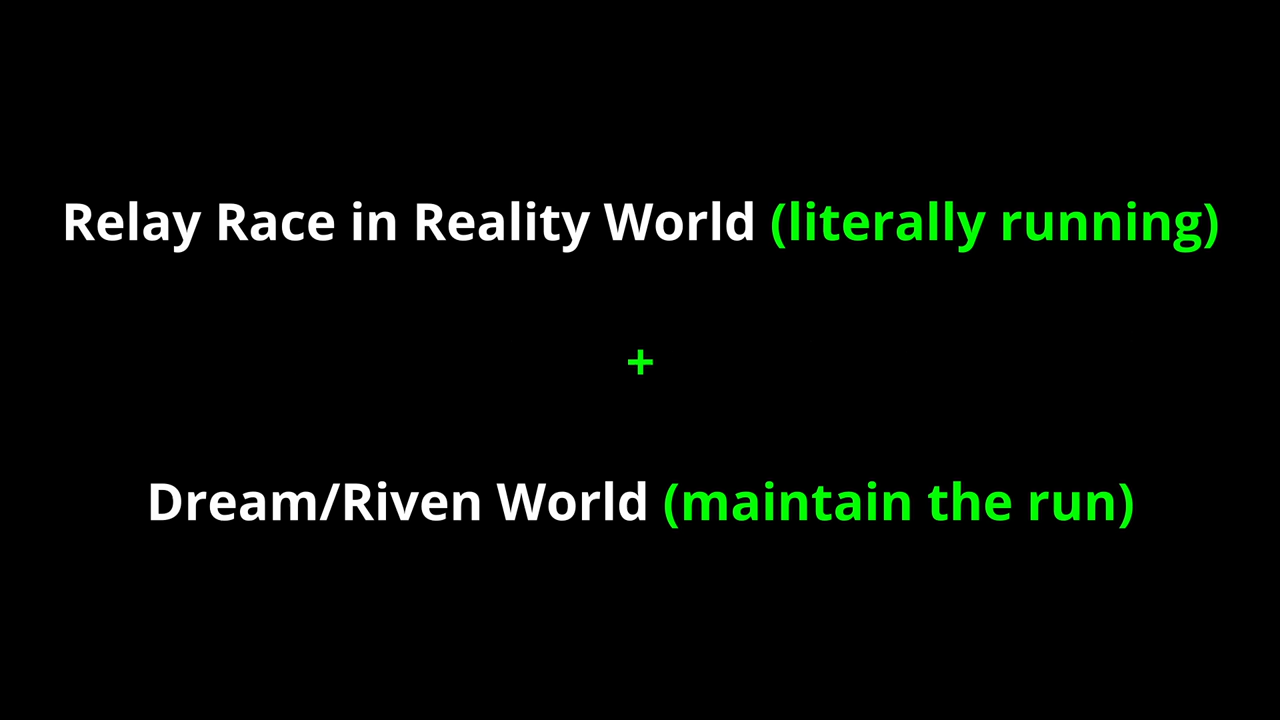 Relay Race in Reality World (literally running)
+
Dream/Riven World (maintain the run)